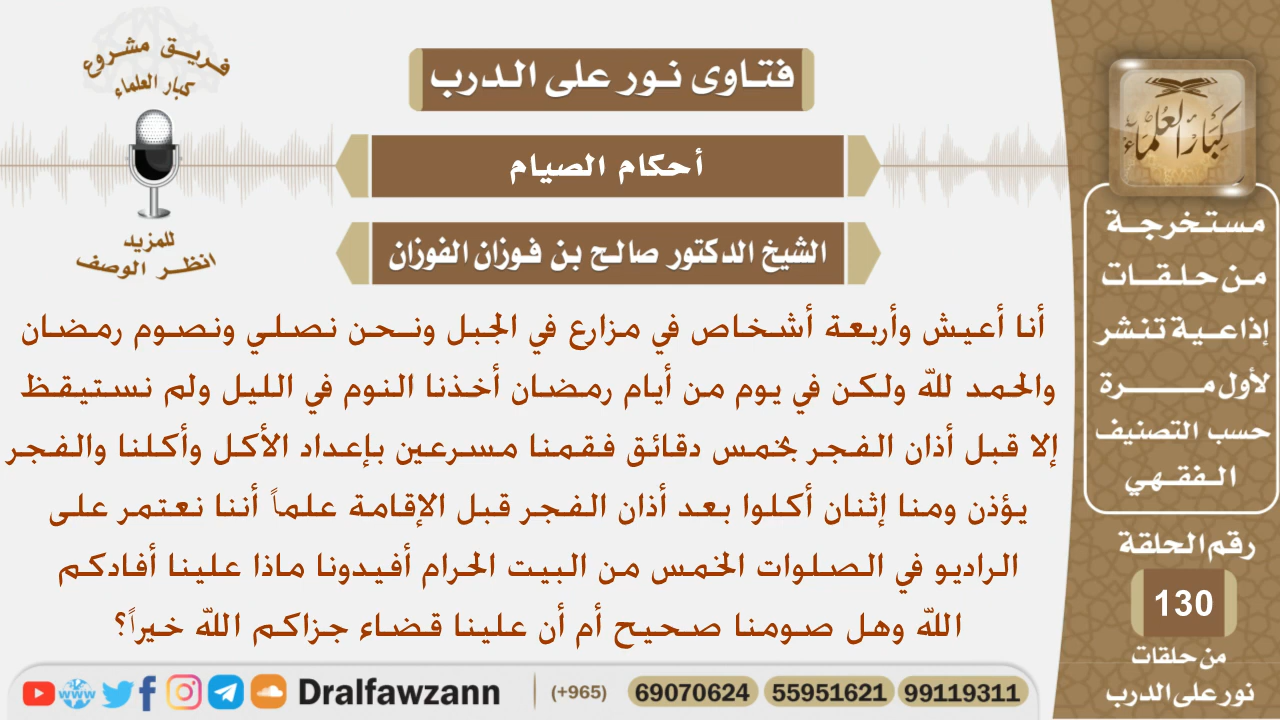 فريق مشروع
كبار العلماء
للمزيد
انظر الوصف
فتاوى نور على الدرب
أحكام الصيام
الشيخ الدكتور صالح بن فوزان الفوزان
أنا أعيش وأربعة أشخاص في مزارع في الجبل ونحن نصلي ونصوم رمضان
والحمد لله ولكن في يوم من أيام رمضان أخذنا النوم في الليل ولم نستيقظ
إلا قبل أذان الفجر بخمس دقائق فقمنا مسرعين بإعداد الأكل وأكلنا والفجر
يؤذن ومنا إثنان أكلوا بعد أذان الفجر قبل الإقامة علماً أننا نعتمر على
الراديو في الصلوات الخمس من البيت الحرام أفيدونا ماذا علينا أفادكم
الله وهل صومنا صحيح أم أن علينا قضاء جزاكم الله خيراً؟
كبار العلماء
مستخرجة
من حلقات
إذاعية تنشر
لأول مرة
حسب التصنيف
الفقهي
رقم الحلقة
130
من حلقات
نور على الدرب
www Dralfawzann (+965) 69070624 55951621 99119311